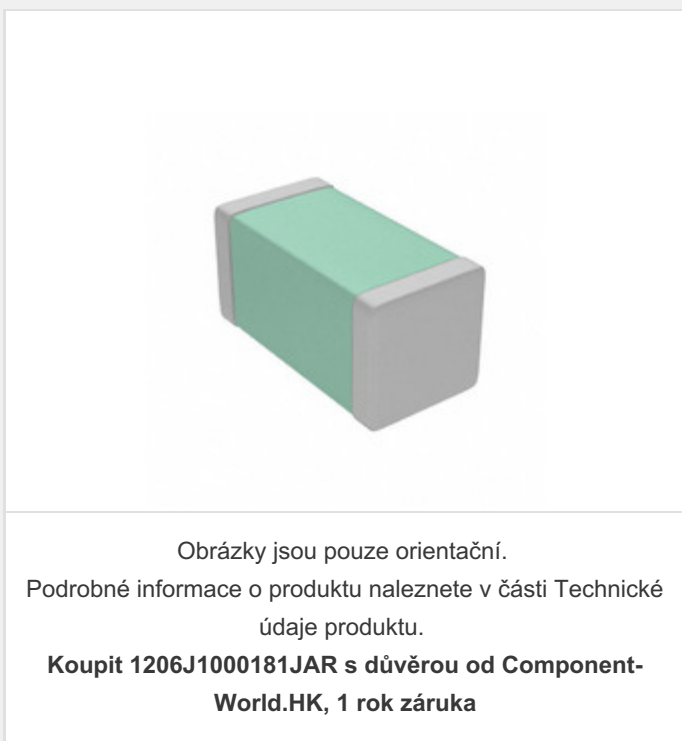 Obrázky jsou pouze orientační.
Podrobné informace o produktu naleznete v části Technické
údaje produktu.
Koupit 1206J1000181JAR s důvěrou od Component-
World.HK, 1 rok záruka